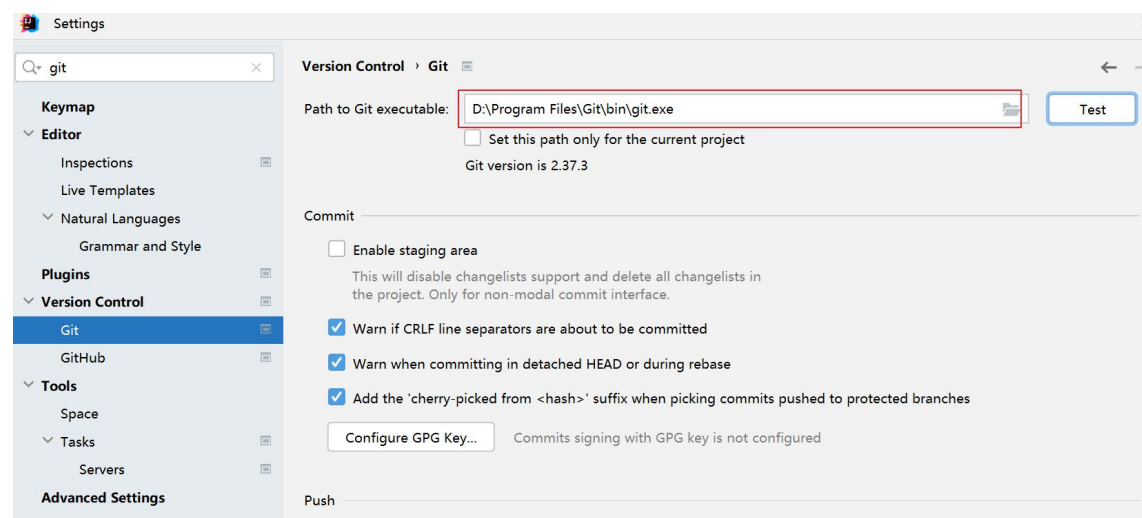 Settings
git
Keymap
Editor
Inspections
Live Templates
Natural Languages
Grammar and Style
Plugins
Version Control
Git
GitHub
Tools
Space
Tasks
Servers
Advanced Settings
Version Control › Git
Path to Git executable: D:\Program Files\Git\bin\git.exe Test
Set this path only for the current project
Git version is 2.37.3
Commit
Enable staging area
This will disable changelists support and delete all changelists in
the project. Only for non-modal commit interface.
Warn if CRLF line separators are about to be committed
Warn when committing in detached HEAD or during rebase
Add the 'cherry-picked from <hash>' suffix when picking commits pushed to protected branches
Configure GPG Key... Commits signing with GPG key is not configured
Push